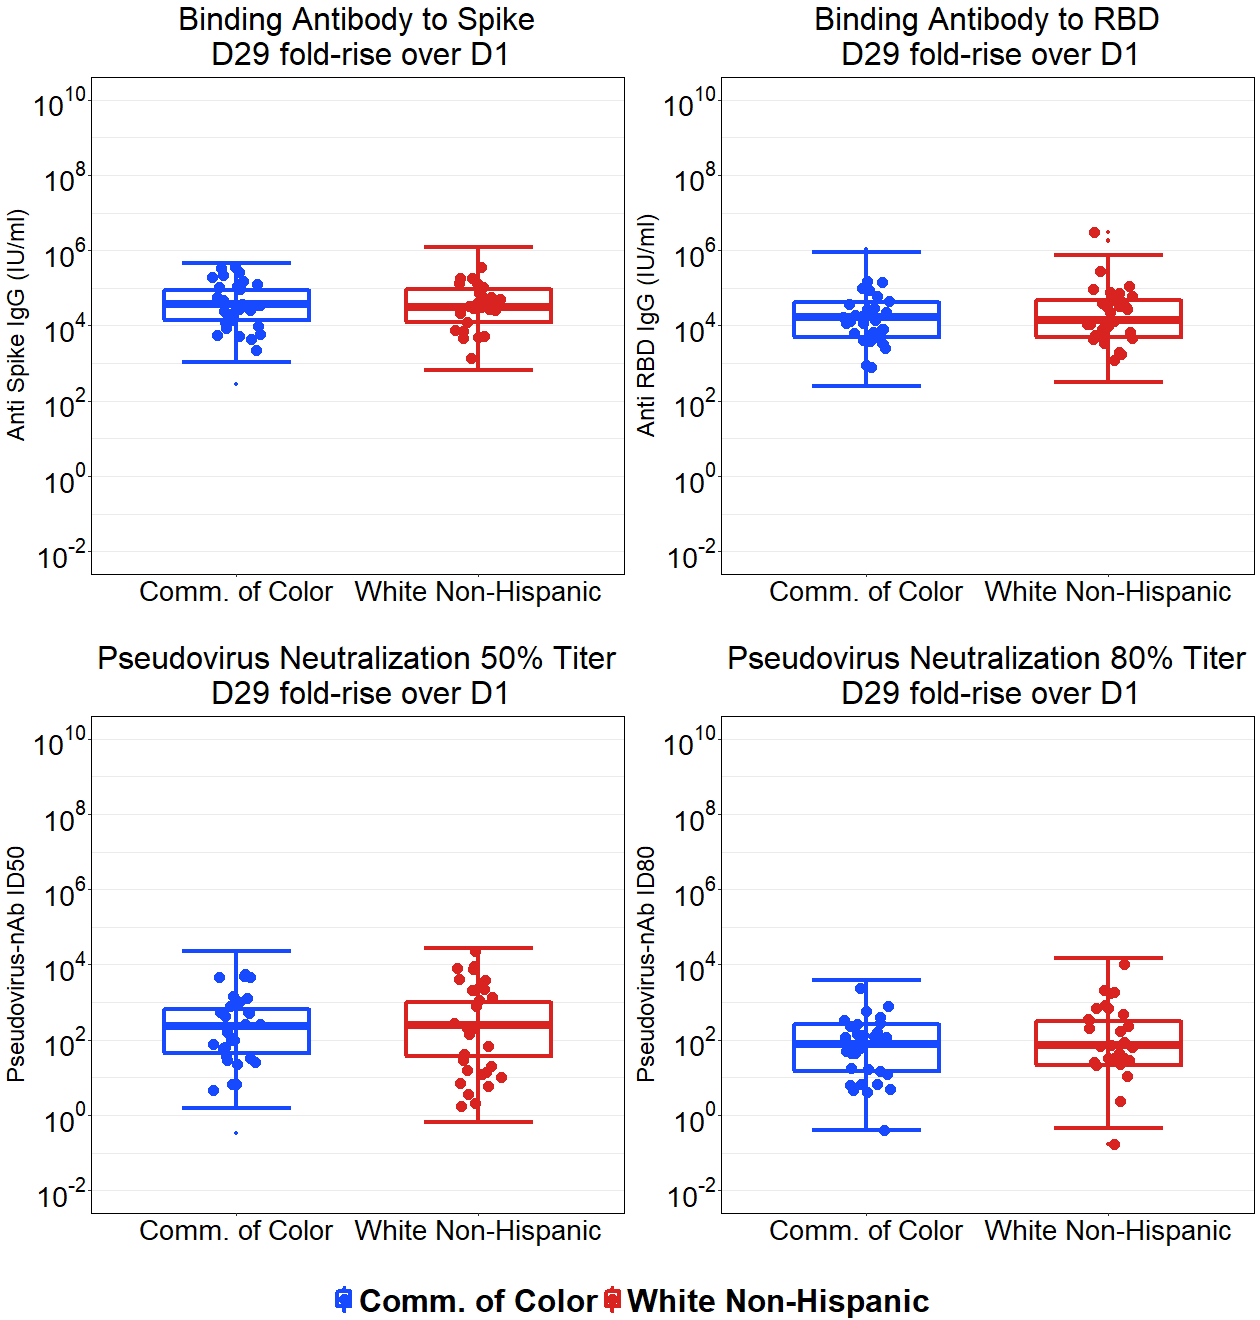 Binding Antibody to Spike
D29 fold-rise over D1
Anti Spike IgG (IU/ml)
10^10
10^8
10^6
10^4
10^2
10^0
10^-2
Comm. of Color White Non-Hispanic
Binding Antibody to RBD
D29 fold-rise over D1
Anti RBD IgG (IU/ml)
10^10
10^8
10^6
10^4
10^2
10^0
10^-2
Comm. of Color White Non-Hispanic
Pseudovirus Neutralization 50% Titer
D29 fold-rise over D1
Pseudovirus-nAb ID50
10^10
10^8
10^6
10^4
10^2
10^0
10^-2
Comm. of Color White Non-Hispanic
Pseudovirus Neutralization 80% Titer
D29 fold-rise over D1
Pseudovirus-nAb ID80
10^10
10^8
10^6
10^4
10^2
10^0
10^-2
Comm. of Color White Non-Hispanic
Comm. of Color White Non-Hispanic